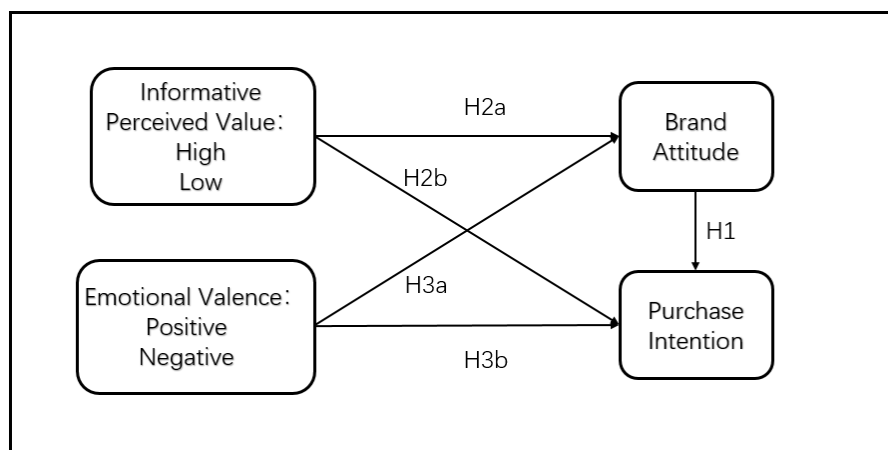 Informative
Perceived Value：
High
Low
H2a
Brand
Attitude
H2b
H1
Emotional Valence：
Positive
Negative
H3a
H3b
Purchase
Intention